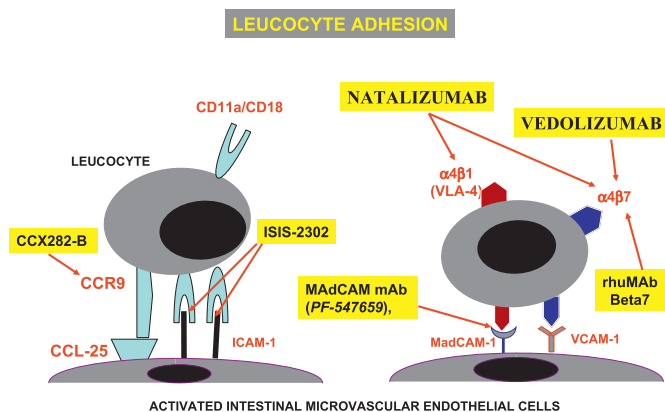 LEUCOCYTE ADHESION
CD11a/CD18
LEUCOCYTE
CCX282-B
CCR9
CCL-25
ISIS-2302
ICAM-1
NATALIZUMAB
VEDOLIZUMAB
α4β1
(VLA-4)
α4β7
MAdCAM mAb
(PF-547659),
rhuMAb
Beta7
MadCAM-1
VCAM-1
ACTIVATED INTESTINAL MICROVASCULAR ENDOTHELIAL CELLS